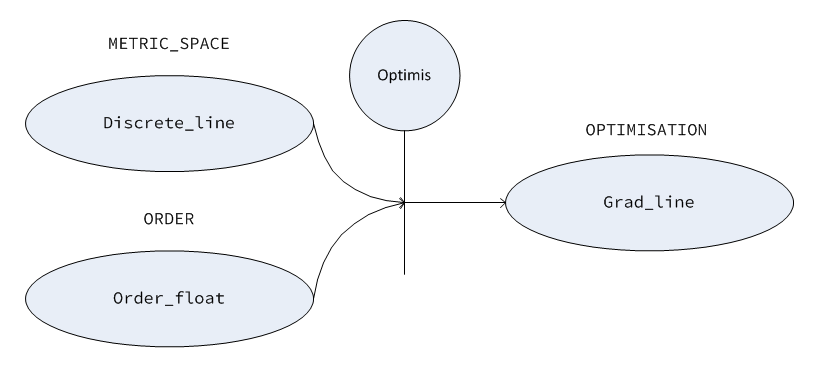 METRIC_SPACE
Discrete_line
Optimis
OPTIMISATION
Grad_line
ORDER
Order_float